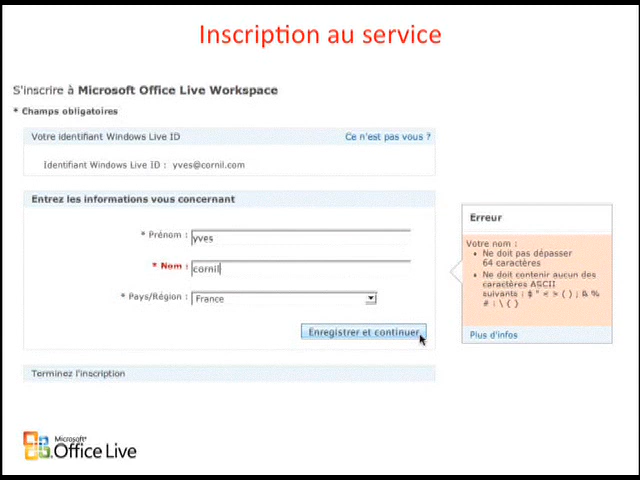 Inscription au service
S'inscrire à Microsoft Office Live Workspace
* Champs obligatoires
Votre identifiant Windows Live ID
Ce n'est pas vous ?
Identifiant Windows Live ID : yves@cornil.com
Entrez les informations vous concernant
* Prénom : yves
* Nom : cornil
* Pays/Région : France
Enregistrer et continuer
Erreur
Votre nom :
• Ne doit pas dépasser
64 caractères
• Ne doit contenir aucun des
caractères ASCII
Plus d'infos
Terminez l'inscription
Microsoft®
Office Live